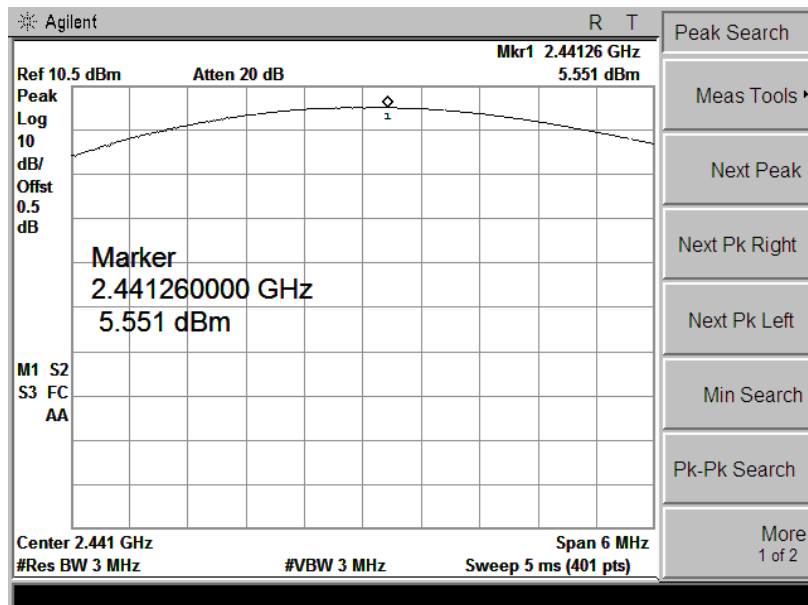 Agilent R T
Mkr1 2.44126 GHz
Ref 10.5 dBm Atten 20 dB 5.551 dBm
Peak
Log
10
dB/
Offst
0.5
dB
1
Marker
2.441260000 GHz
5.551 dBm
M1 S2
S3 FC
AA
Center 2.441 GHz Span 6 MHz
#Res BW 3 MHz #VBW 3 MHz Sweep 5 ms (401 pts)
Peak Search
Meas Tools
Next Peak
Next Pk Right
Next Pk Left
Min Search
Pk-Pk Search
More
1 of 2